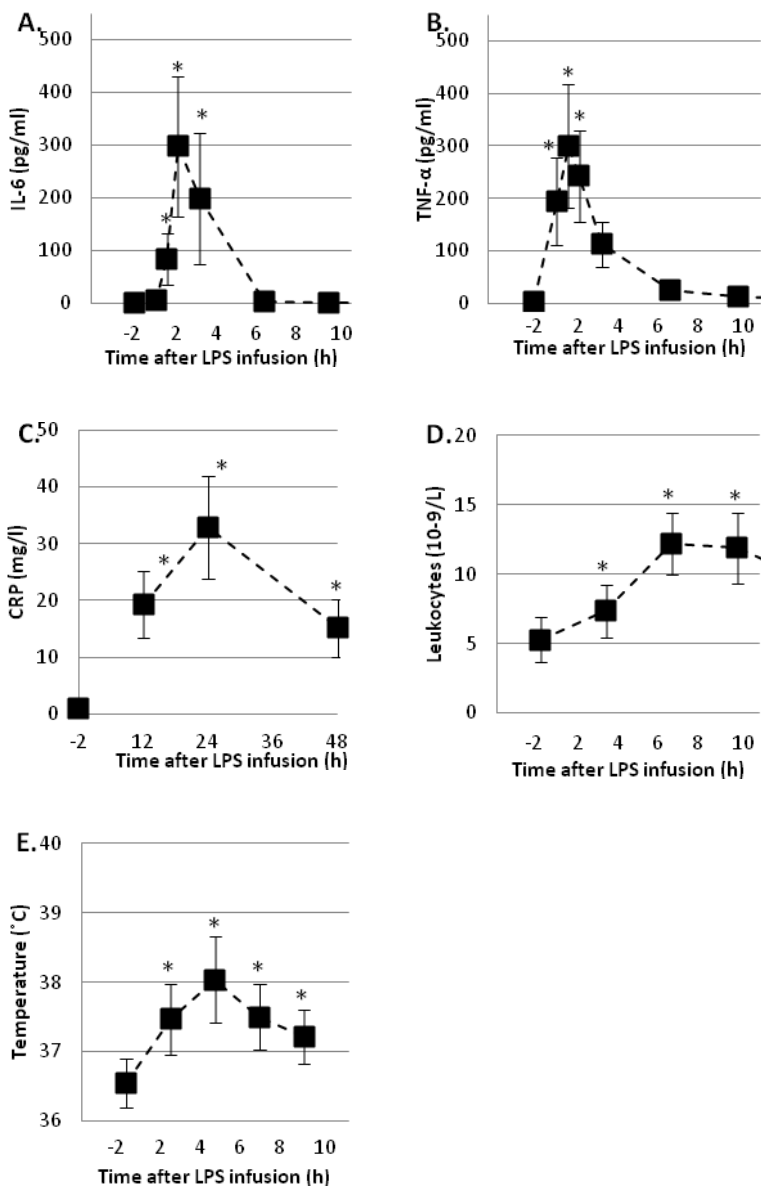 A.
500
400
300
200
100
0
IL-6 (pg/ml)
* * *
-2 2 4 6 8 10
Time after LPS infusion (h)
B.
500
400
300
200
100
0
TNF-α (pg/ml)
* * *
-2 2 4 6 8 10
Time after LPS infusion (h)
C.
50
40
30
20
10
0
CRP (mg/l)
* * *
-2 12 24 36 48
Time after LPS infusion (h)
D.
20
15
10
5
0
Leukocytes (10-9/L)
* * *
-2 2 4 6 8 10
Time after LPS infusion (h)
E.
40
39
38
37
36
Temperature (˚C)
* * * *
-2 2 4 6 8 10
Time after LPS infusion (h)